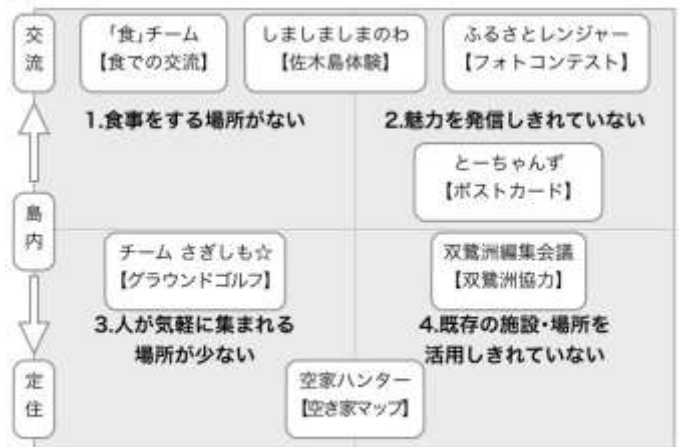 交流
「食」チーム
【食での交流】
しましましまのわ
【佐木島体験】
ふるさとレンジャー
【フォトコンテスト】
1.食事をする場所がない
2.魅力を発信しきれていない
とーちゃんず
【ポストカード】
島内
チーム さぎしも☆
【グラウンドゴルフ】
双鷺洲編集会議
【双鷺洲協力】
3.人が気軽に集まれる
場所が少ない
4.既存の施設・場所を
活用しきれていない
定住
空家ハンター
【空き家マップ】